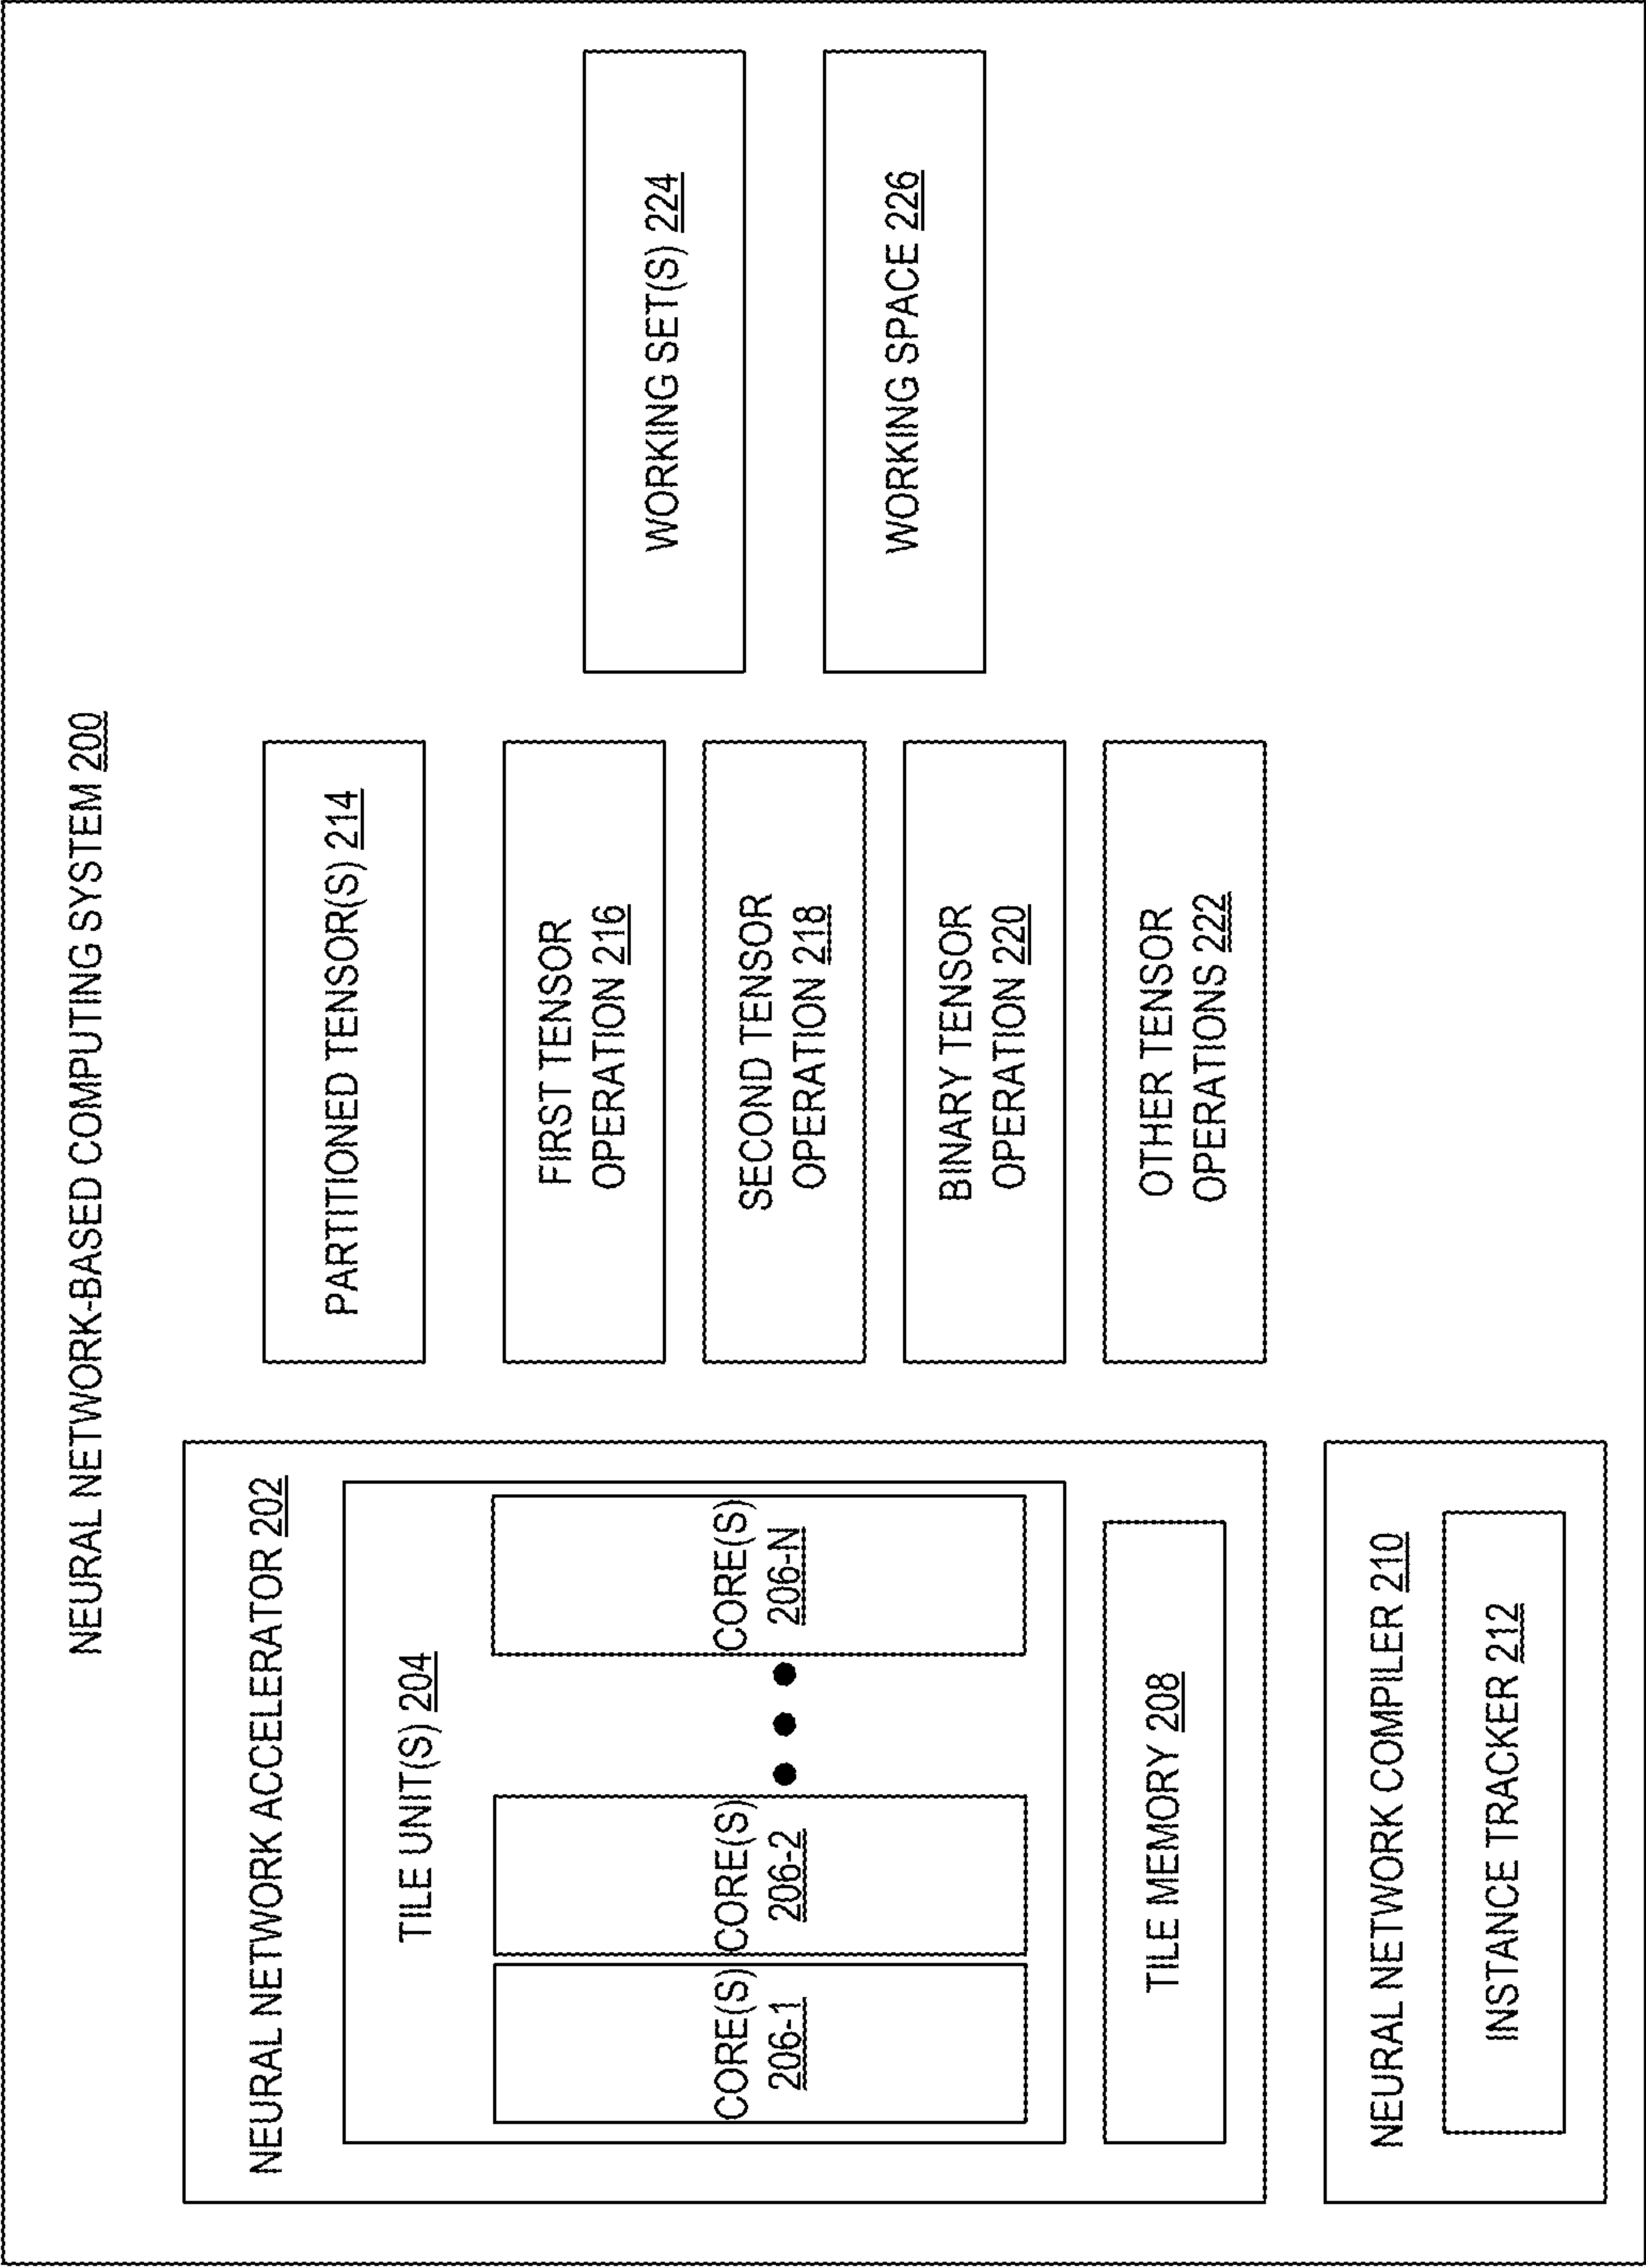 NEURAL NETWORK-BASED COMPUTING SYSTEM 200
NEURAL NETWORK ACCELERATOR 202
TILE UNIT(S) 204
CORE(S)
206-1
CORE(S)
206-2
CORE(S)
206-N
TILE MEMORY 208
NEURAL NETWORK COMPILER 210
INSTANCE TRACKER 212
PARTITIONED TENSOR(S) 214
FIRST TENSOR
OPERATION 216
SECOND TENSOR
OPERATION 218
BINARY TENSOR
OPERATION 220
OTHER TENSOR
OPERATIONS 222
WORKING SET(S) 224
WORKING SPACE 226